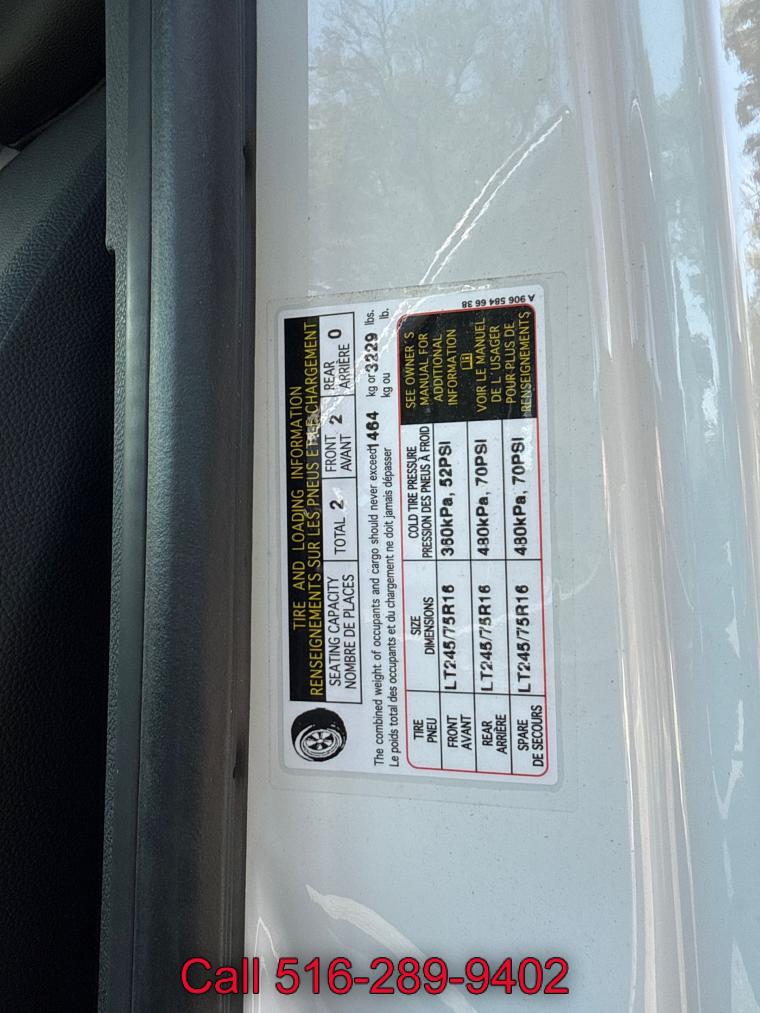 TIRE AND LOADING INFORMATION
RENSEIGNEMENTS SUR LES PNEUS ET LE CHARGEMENT
SEATING CAPACITY
NOMBRE DE PLACES
TOTAL 2
FRONT
AVANT 2
REAR
ARRIÈRE 0
The combined weight of occupants and cargo should never exceed 1464 kg or 3229 lbs.
Le poids total des occupants et du chargement ne doit jamais dépasser kg ou lb.
TIRE
PNEU
SIZE
DIMENSIONS
COLD TIRE PRESSURE
PRESSION DES PNEUS À FROID
FRONT
AVANT
LT245/75R16
360kPa, 52PSI
REAR
ARRIÈRE
LT245/75R16
480kPa, 70PSI
SPARE
DE SECOURS
LT245/75R16
480kPa, 70PSI
SEE OWNER'S
MANUAL FOR
ADDITIONAL
INFORMATION
VOIR LE MANUEL
DE L'USAGER
POUR PLUS DE
RENSEIGNEMENTS
A 906 584 66 38
Call 516-289-9402